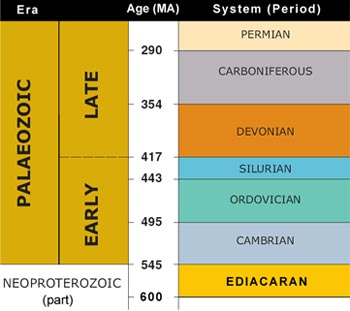 Era Age (MA) System (Period)
PALAEOZOIC
LATE
EARLY
PERMIAN
290
CARBONIFEROUS
354
DEVONIAN
417
SILURIAN
443
ORDOVICIAN
495
CAMBRIAN
545
NEOPROTEROZOIC
(part)
EDIACARAN
600